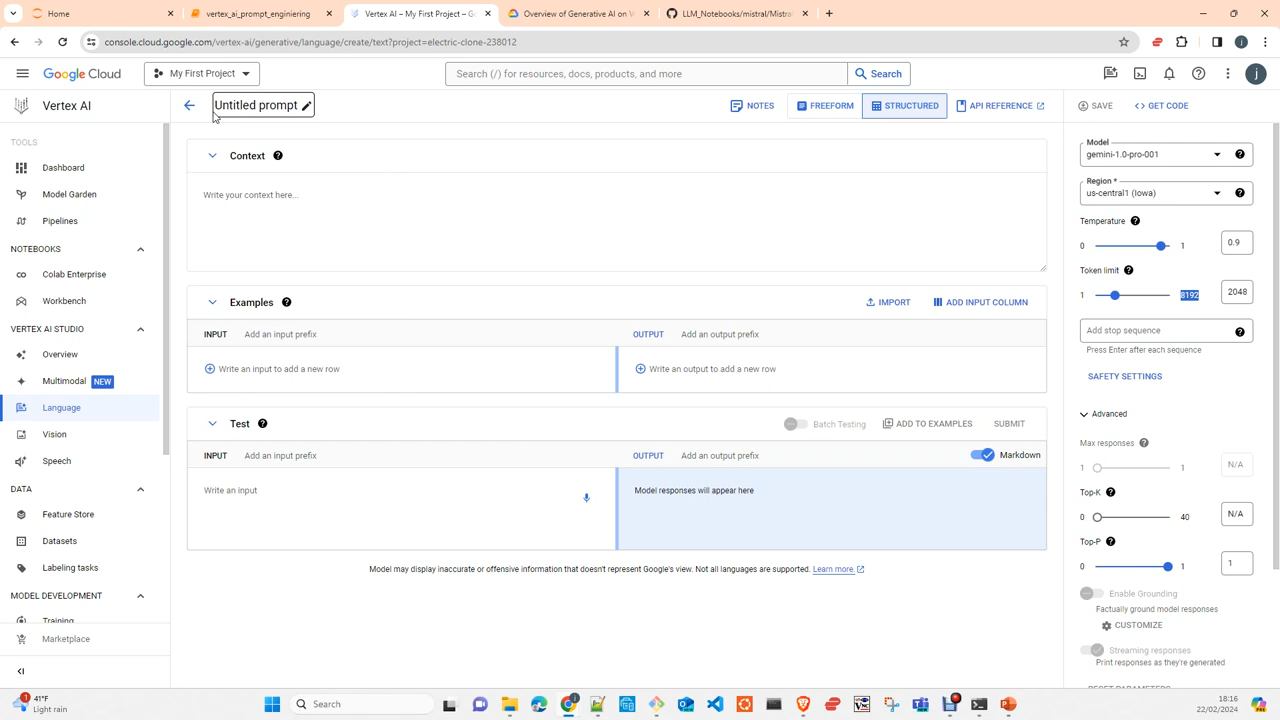 Home
vertex_ai_prompt_enginiering
Vertex AI – My First Project – G
Overview of Generative AI on V
LLM_Notebooks/mistral/Mistral
console.cloud.google.com/vertex-ai/generative/language/create/text?project=electric-clone-238012
Google Cloud
My First Project
Search (/) for resources, docs, products, and more
Search
j
Vertex AI
Untitled prompt
NOTES
FREEFORM
STRUCTURED
API REFERENCE
SAVE
<> GET CODE
TOOLS
Dashboard
Model Garden
Pipelines
NOTEBOOKS
Colab Enterprise
Workbench
VERTEX AI STUDIO
Overview
Multimodal NEW
Language
Vision
Speech
DATA
Feature Store
Datasets
Labeling tasks
MODEL DEVELOPMENT
Training
Marketplace
Context
Write your context here...
Examples
IMPORT
ADD INPUT COLUMN
INPUT Add an input prefix
OUTPUT Add an output prefix
Write an input to add a new row
Write an output to add a new row
Test
Batch Testing
ADD TO EXAMPLES
SUBMIT
INPUT Add an input prefix
OUTPUT Add an output prefix
Markdown
Write an input
Model responses will appear here
Model may display inaccurate or offensive information that doesn't represent Google's view. Not all languages are supported. Learn more.
Model
gemini-1.0-pro-001
Region *
us-central1 (Iowa)
Temperature
0 1 0.9
Token limit
1 8192 2048
Add stop sequence
Press Enter after each sequence
SAFETY SETTINGS
Advanced
Max responses
1 1 N/A
Top-K
0 40 N/A
Top-P
0 1 1
Enable Grounding
Factually ground model responses
CUSTOMIZE
Streaming responses
Print responses as they're generated
RESET PARAMETERS
41°F
Light rain
Search
18:16
22/02/2024